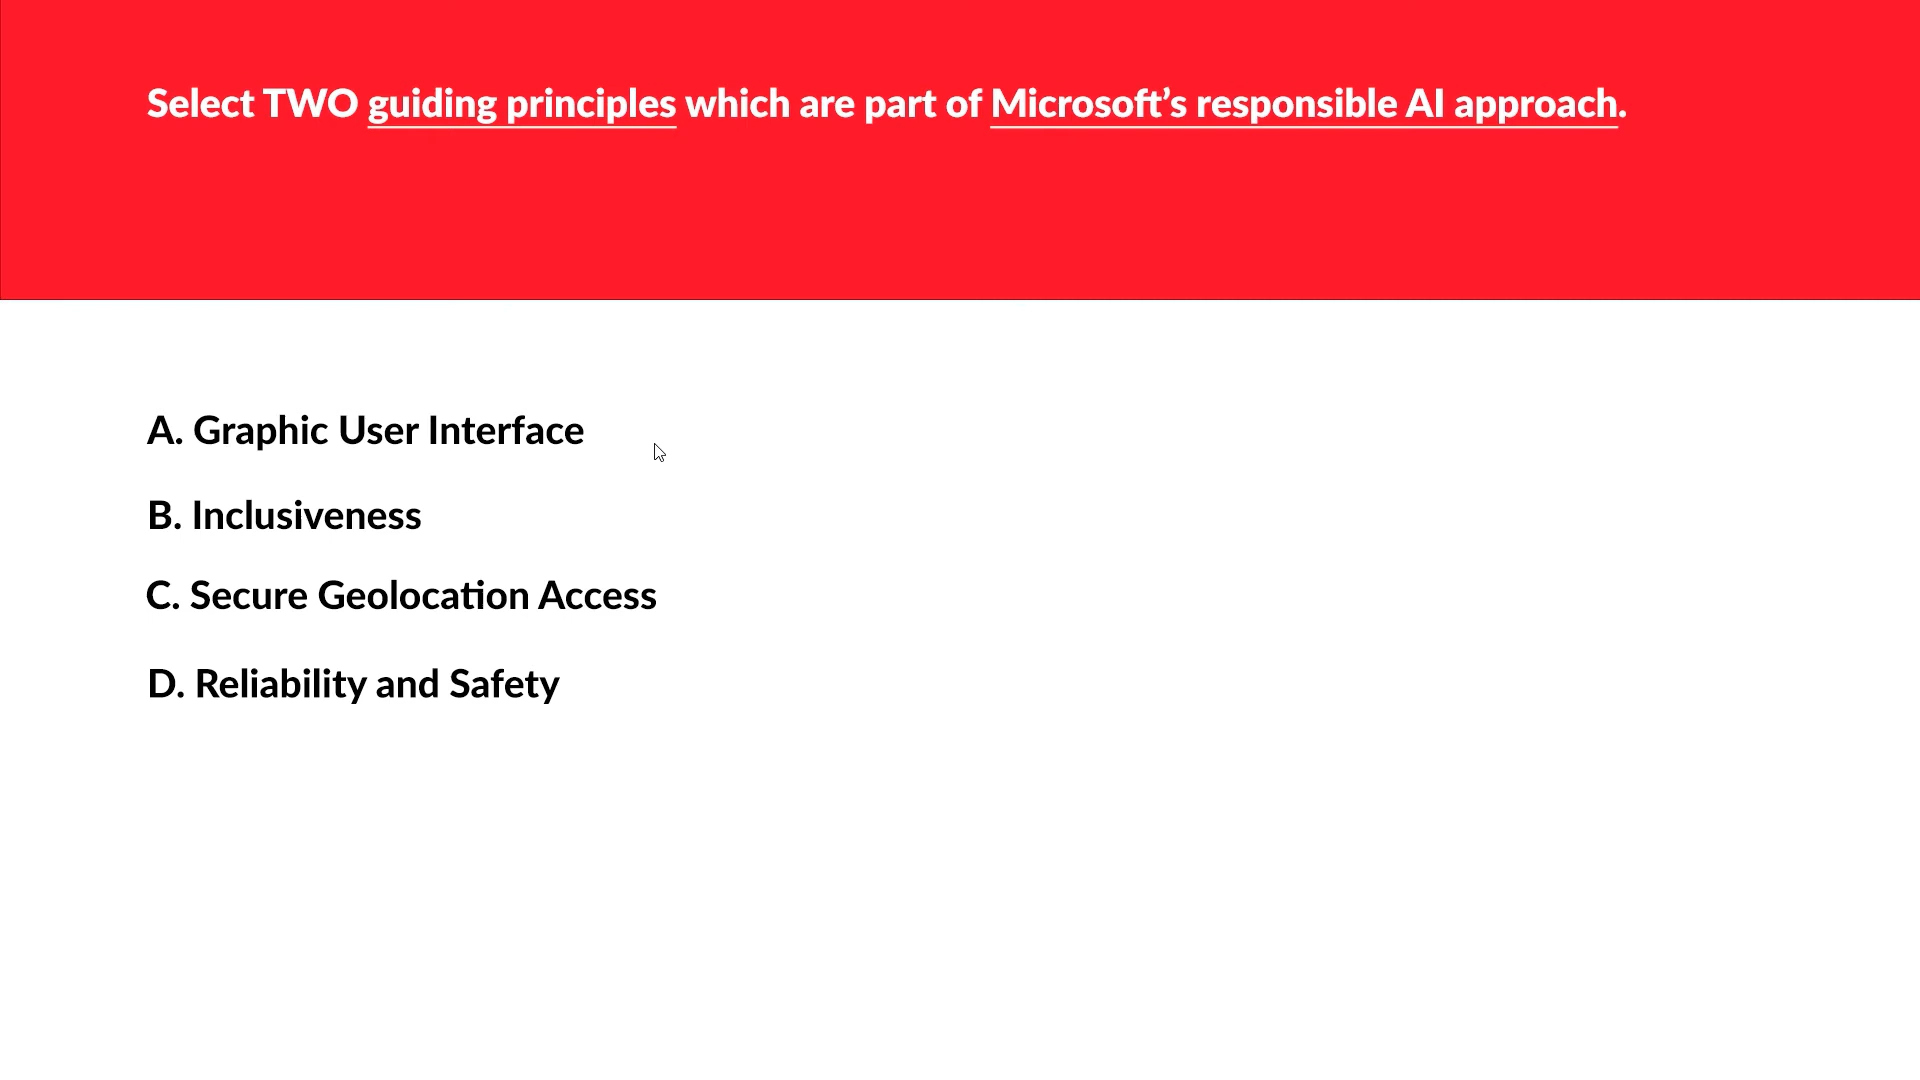 Select TWO guiding principles which are part of Microsoft’s responsible AI approach.
A. Graphic User Interface
B. Inclusiveness
C. Secure Geolocation Access
D. Reliability and Safety